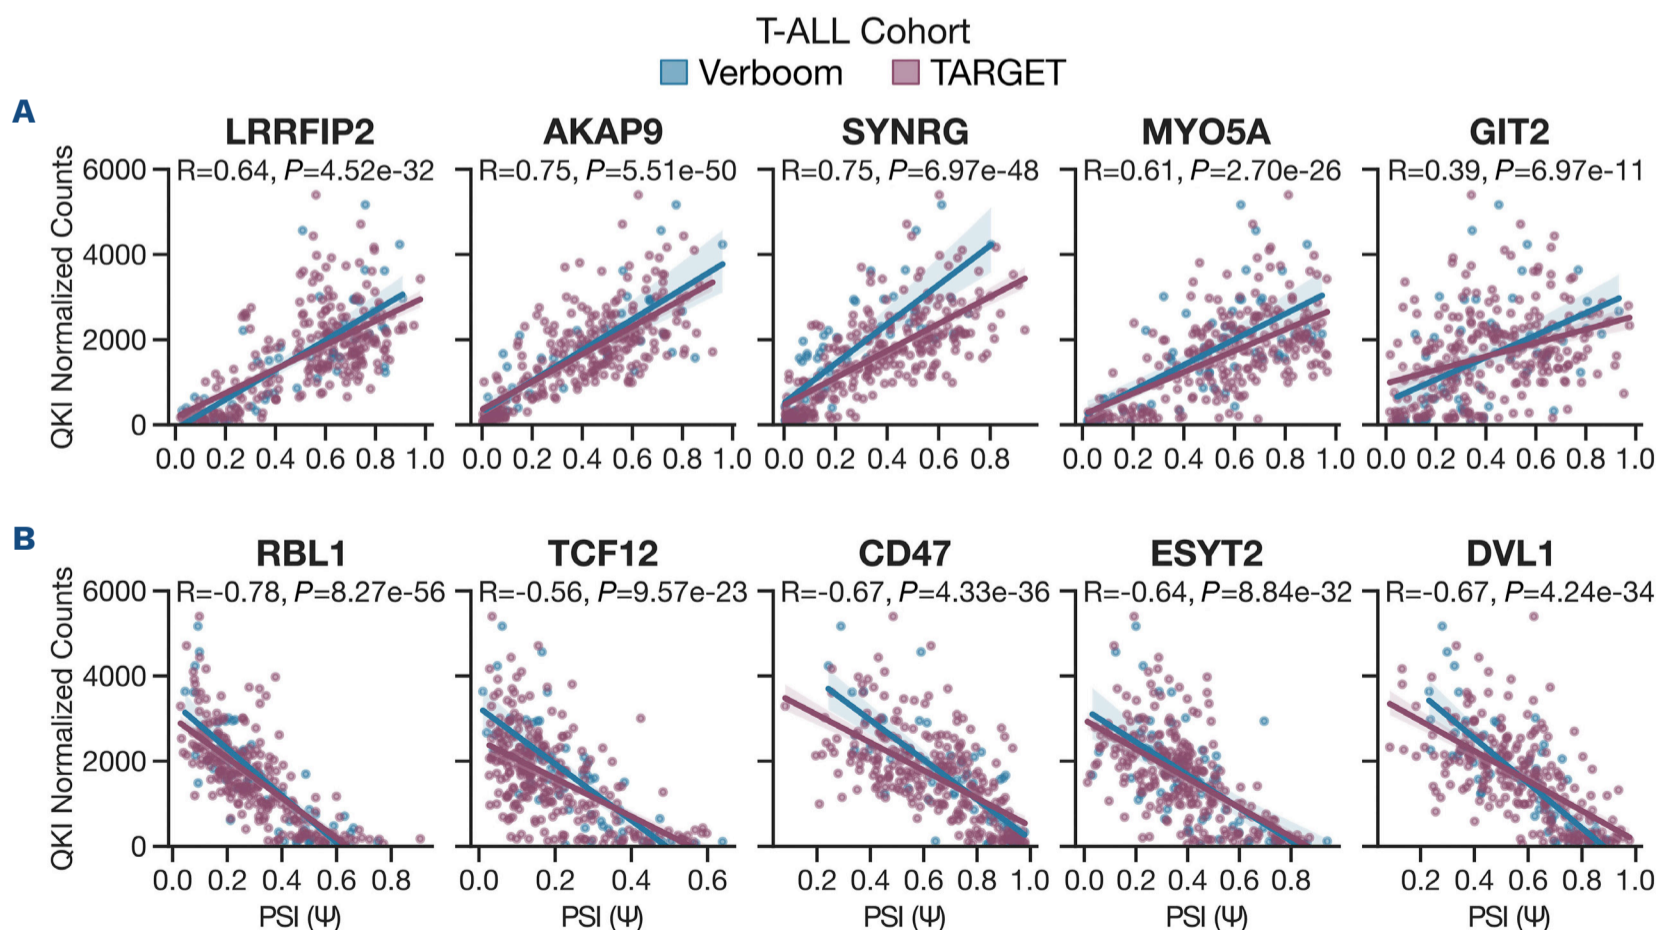 T-ALL Cohort
Verboom TARGET
A
LRRFIP2 AKAP9 SYNRG MYO5A GIT2
R=0.64, P=4.52e-32 R=0.75, P=5.51e-50 R=0.75, P=6.97e-48 R=0.61, P=2.70e-26 R=0.39, P=6.97e-11
QKI Normalized Counts
6000
4000
2000
0
0.0 0.2 0.4 0.6 0.8 1.0 0.0 0.2 0.4 0.6 0.8 1.0 0.0 0.2 0.4 0.6 0.8 0.0 0.2 0.4 0.6 0.8 1.0 0.0 0.2 0.4 0.6 0.8 1.0
B
RBL1 TCF12 CD47 ESYT2 DVL1
R=-0.78, P=8.27e-56 R=-0.56, P=9.57e-23 R=-0.67, P=4.33e-36 R=-0.64, P=8.84e-32 R=-0.67, P=4.24e-34
QKI Normalized Counts
6000
4000
2000
0
0.0 0.2 0.4 0.6 0.8 0.0 0.2 0.4 0.6 0.2 0.4 0.6 0.8 1.0 0.0 0.2 0.4 0.6 0.8 0.2 0.4 0.6 0.8 1.0
PSI (Ψ) PSI (Ψ) PSI (Ψ) PSI (Ψ) PSI (Ψ)